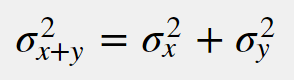 σ²ₓ₊ᵧ = σ²ₓ + σ²ᵧ